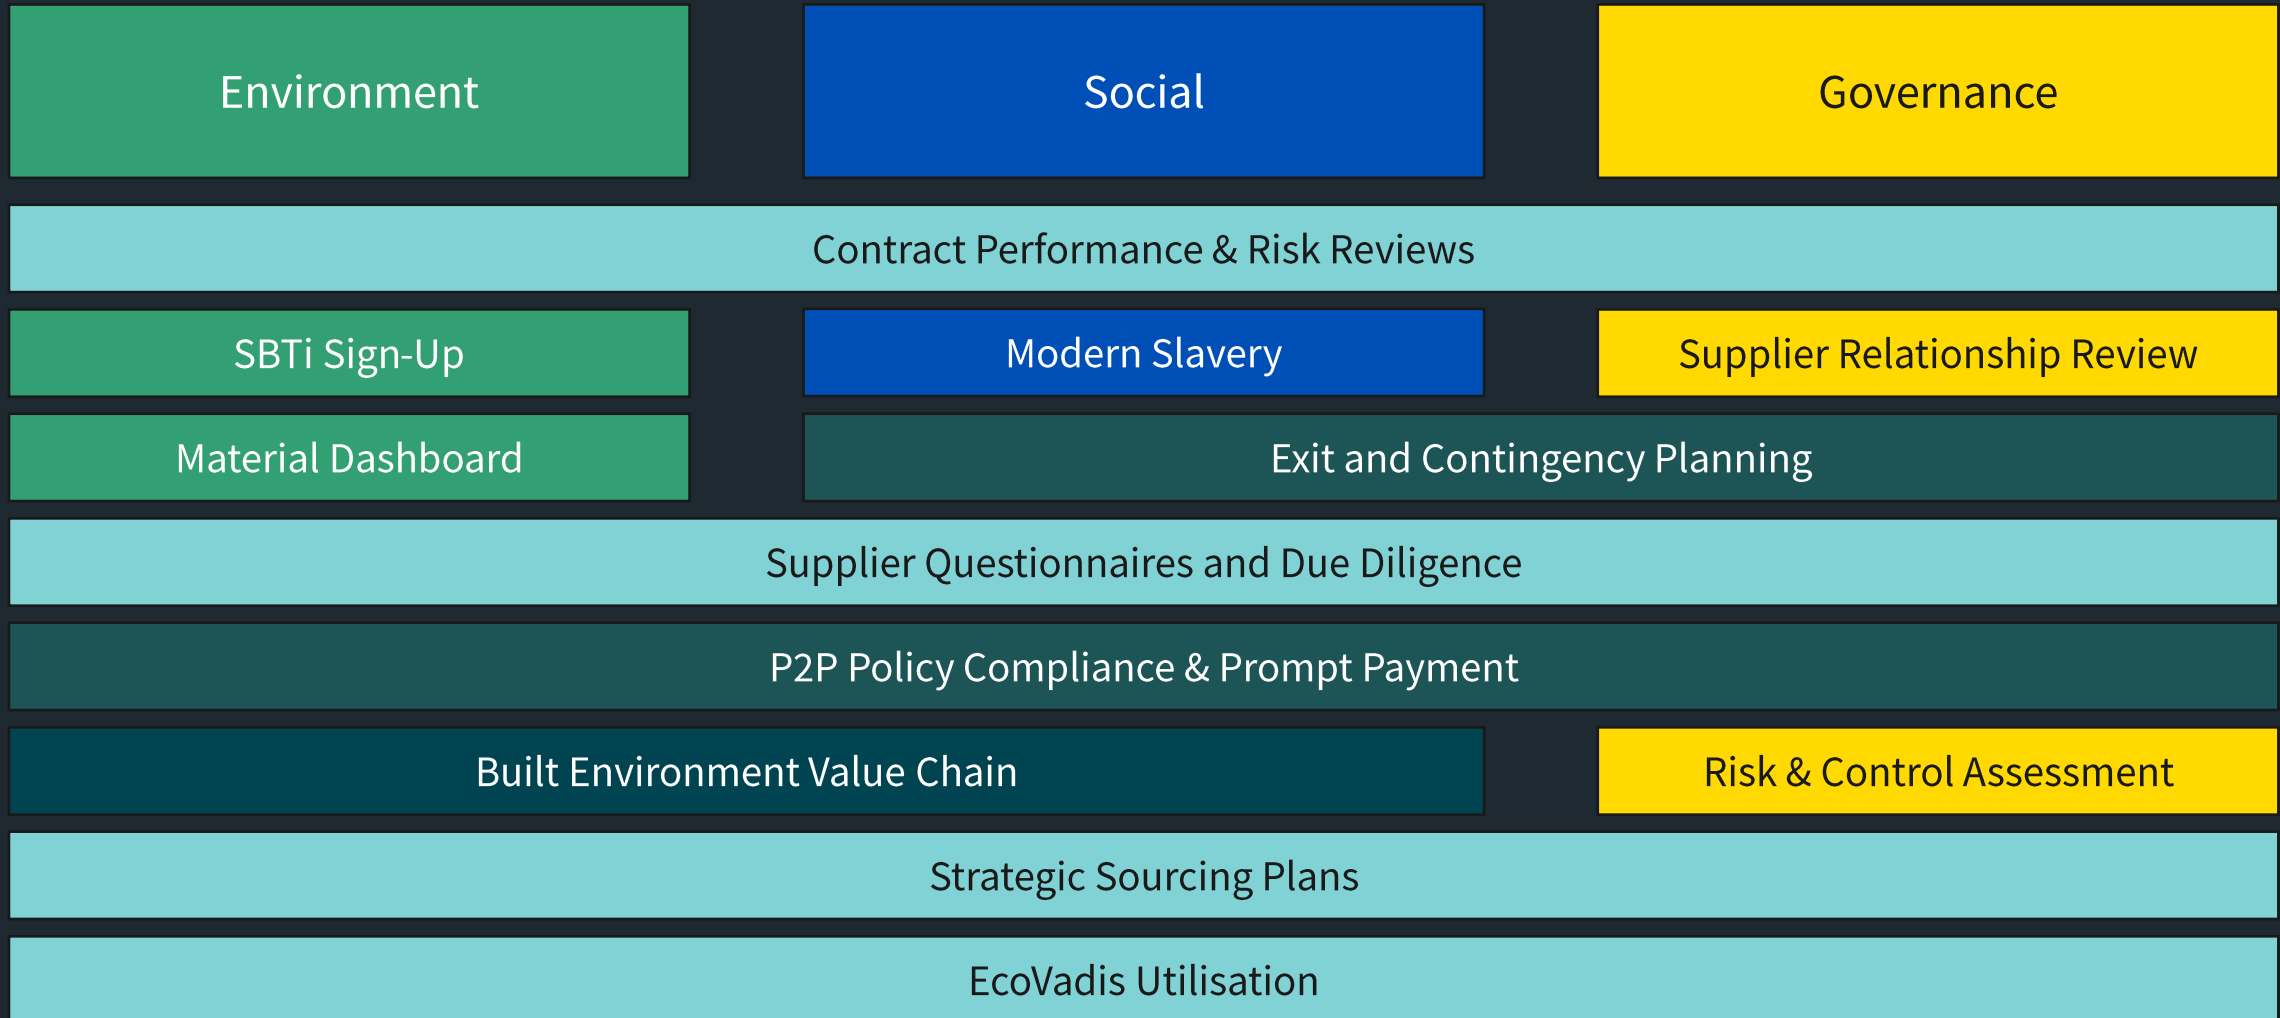 Environment
Social
Governance
Contract Performance & Risk Reviews
SBTi Sign-Up
Modern Slavery
Supplier Relationship Review
Material Dashboard
Exit and Contingency Planning
Supplier Questionnaires and Due Diligence
P2P Policy Compliance & Prompt Payment
Built Environment Value Chain
Risk & Control Assessment
Strategic Sourcing Plans
EcoVadis Utilisation